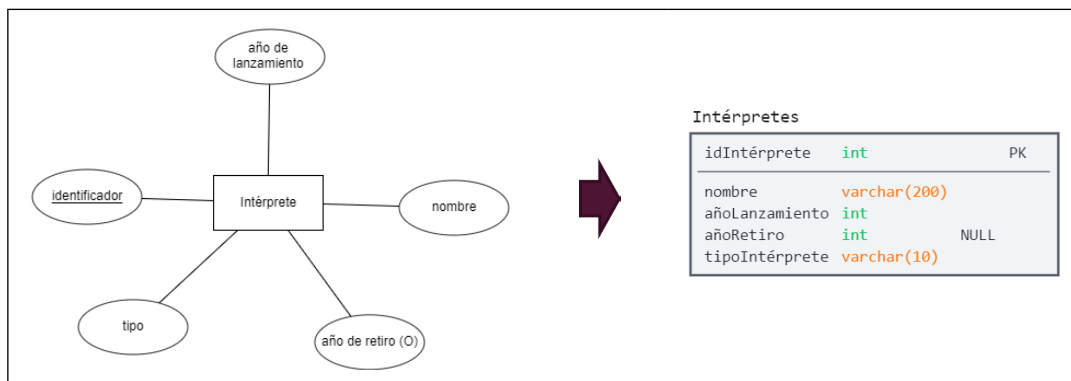 año de
lanzamiento
identificador
Intérprete
nombre
tipo
año de retiro (O)
Intérpretes
idIntérprete int PK
nombre varchar(200)
añoLanzamiento int
añoRetiro int NULL
tipoIntérprete varchar(10)